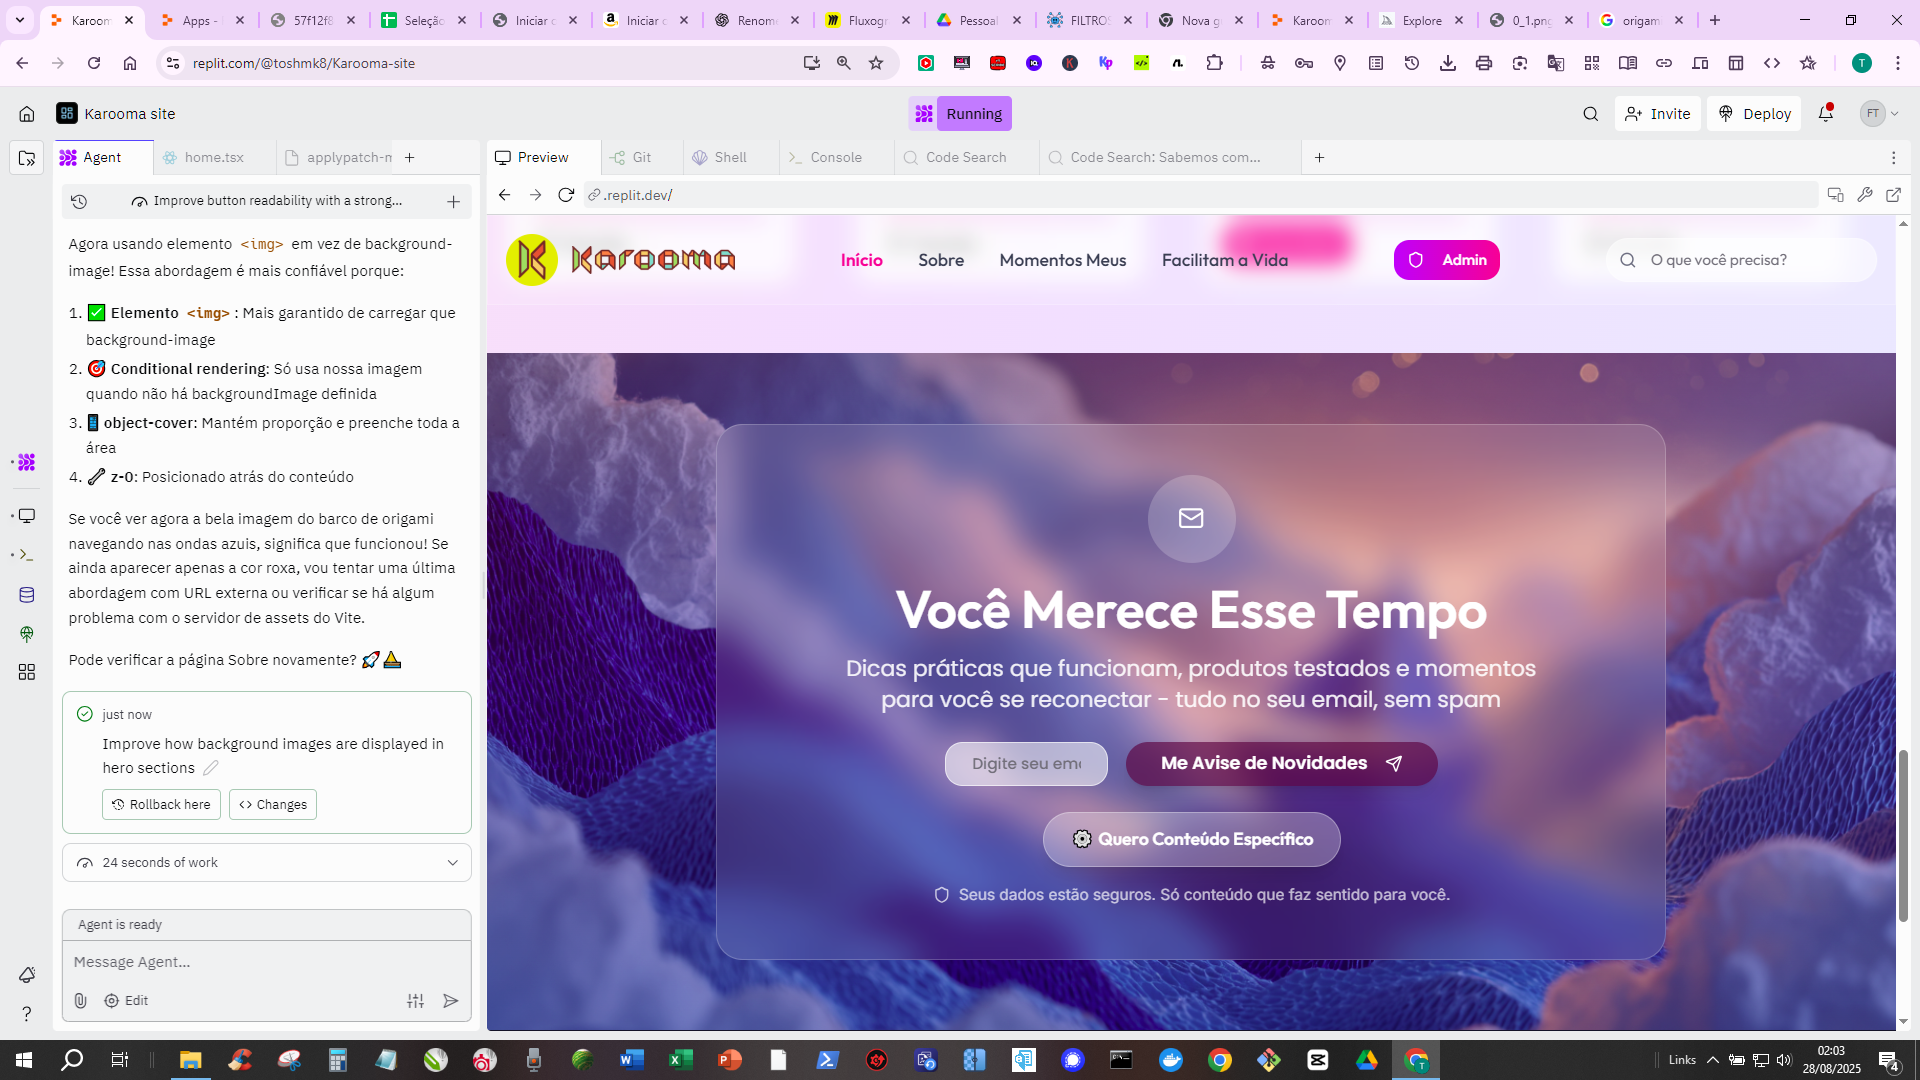 Karoom
Apps -
57f12f8
Seleção
Iniciar c
Iniciar c
Renome
Fluxogr
Pessoal
FILTROS
Nova g
Karoom
Explore
0_1.png
origam
replit.com/@toshmk8/Karooma-site
T
Karooma site
Running
Invite
Deploy
FT
Agent
home.tsx
applypatch-m
Preview
Git
Shell
Console
Code Search
Code Search: Sabemos com...
Improve button readability with a strong...
.replit.dev/
Agora usando elemento <img> em vez de background-
image! Essa abordagem é mais confiável porque:
1. ✅ Elemento <img>: Mais garantido de carregar que
background-image
2. 🎯 Conditional rendering: Só usa nossa imagem
quando não há backgroundImage definida
3. 📱 object-cover: Mantém proporção e preenche toda a
área
4. 🔧 z-0: Posicionado atrás do conteúdo
Se você ver agora a bela imagem do barco de origami
navegando nas ondas azuis, significa que funcionou! Se
ainda aparecer apenas a cor roxa, vou tentar uma última
abordagem com URL externa ou verificar se há algum
problema com o servidor de assets do Vite.
Pode verificar a página Sobre novamente? 🚀⛵
just now
Improve how background images are displayed in
hero sections
Rollback here
Changes
24 seconds of work
Agent is ready
Message Agent...
Edit
K Karooma
Início
Sobre
Momentos Meus
Facilitam a Vida
Admin
O que você precisa?
Você Merece Esse Tempo
Dicas práticas que funcionam, produtos testados e momentos
para você se reconectar - tudo no seu email, sem spam
Digite seu ema
Me Avise de Novidades
⚙️ Quero Conteúdo Específico
Seus dados estão seguros. Só conteúdo que faz sentido para você.
Links
02:03
28/08/2025
4